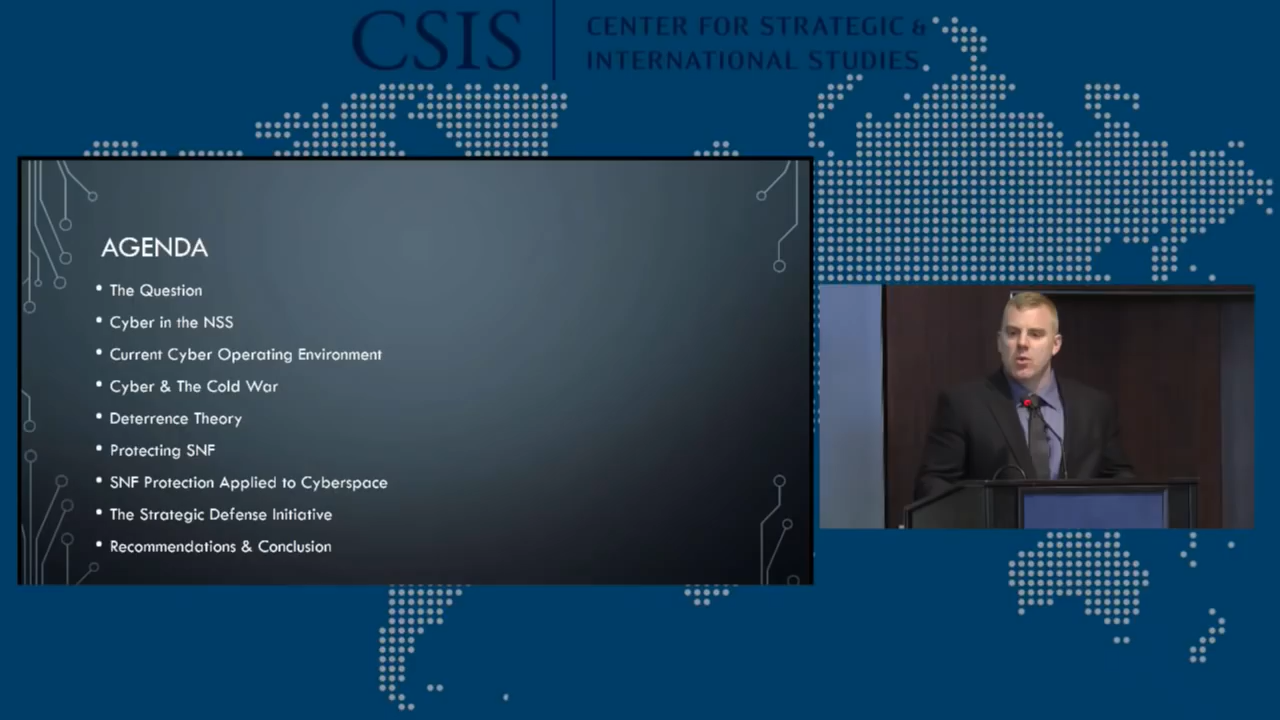 CSIS
CENTER FOR STRATEGIC &
INTERNATIONAL STUDIES
AGENDA
• The Question
• Cyber in the NSS
• Current Cyber Operating Environment
• Cyber & The Cold War
• Deterrence Theory
• Protecting SNF
• SNF Protection Applied to Cyberspace
• The Strategic Defense Initiative
• Recommendations & Conclusion